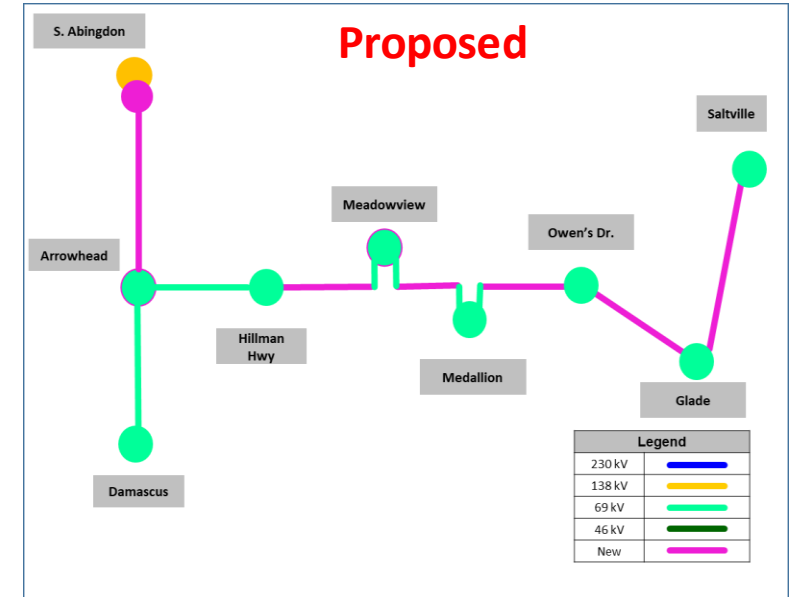 Proposed
S. Abingdon
Saltville
Meadowview
Owen's Dr.
Arrowhead
Hillman
Hwy
Medallion
Glade
Damascus
Legend
230 kV
138 kV
69 kV
46 kV
New